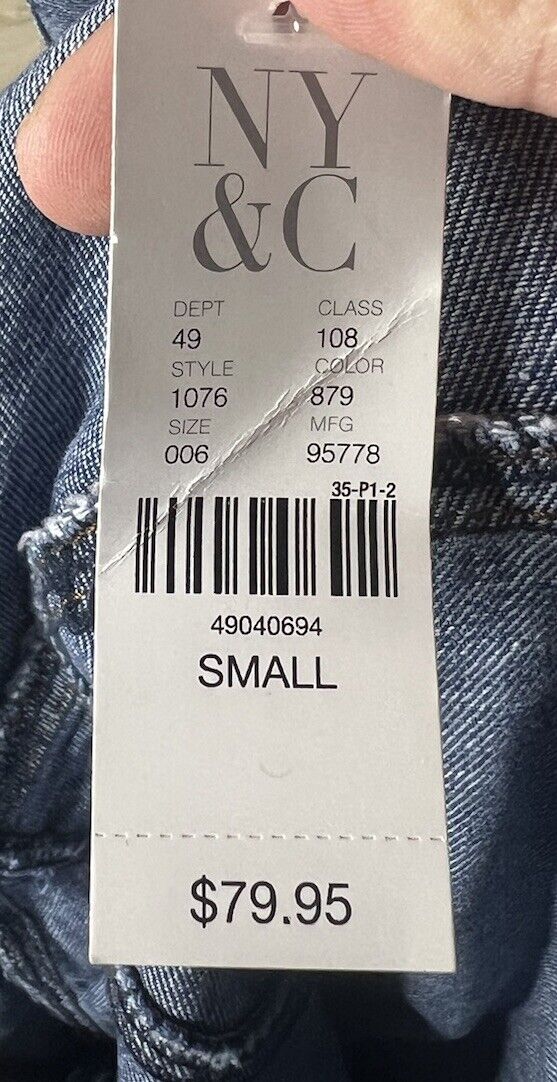 NY
&C
DEPT CLASS
49 108
STYLE COLOR
1076 879
SIZE MFG
006 95778
35-P1-2
49040694
SMALL
$79.95